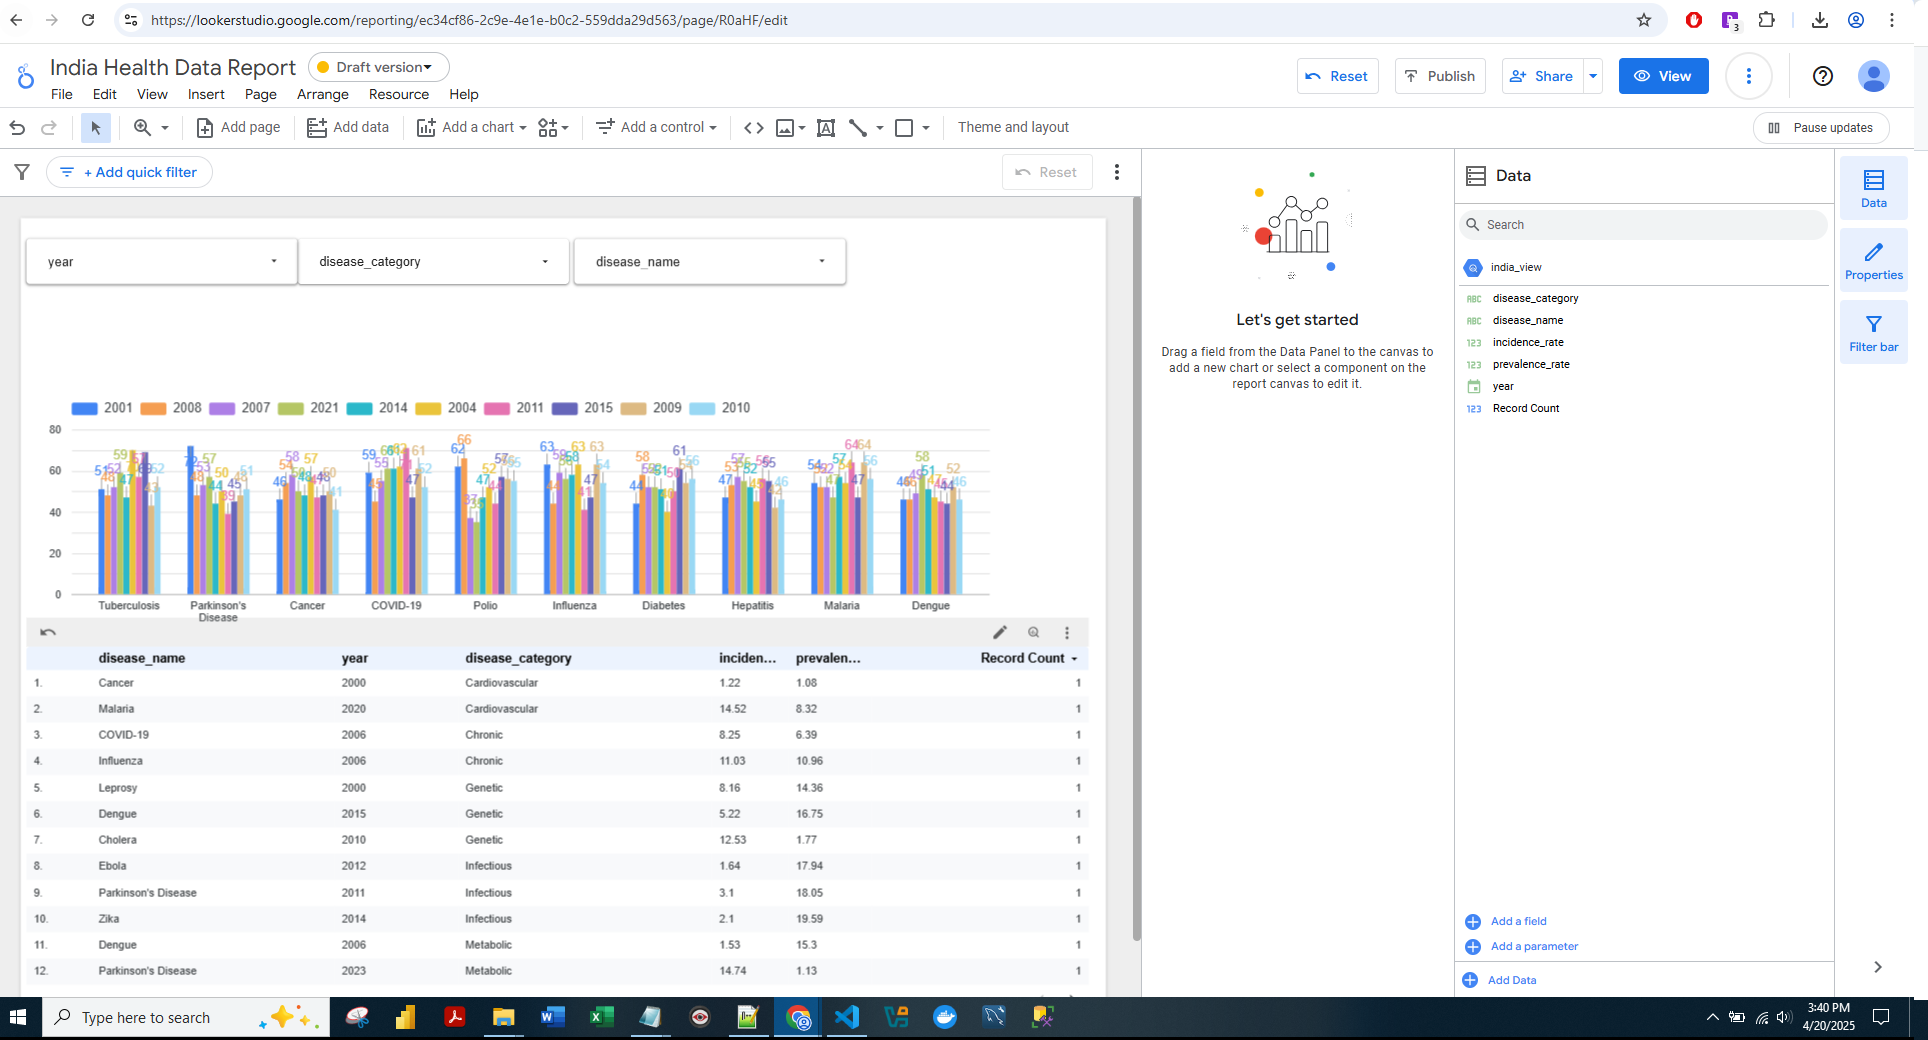 https://lookerstudio.google.com/reporting/ec34cf86-2c9e-4e1e-b0c2-559dda29d563/page/R0aHF/edit
3
India Health Data Report
Draft version
Reset
Publish
Share
View
File Edit View Insert Page Arrange Resource Help
Add page
Add data
Add a chart
Add a control
Theme and layout
Pause updates
+ Add quick filter
Reset
year
disease_category
disease_name
2001 2008 2007 2021 2014 2004 2011 2015 2009 2010
80
60
40
20
0
Tuberculosis
Parkinson's
Disease
Cancer
COVID-19
Polio
Influenza
Diabetes
Hepatitis
Malaria
Dengue
disease_name year disease_category inciden... prevalen... Record Count
1. Cancer 2000 Cardiovascular 1.22 1.08 1
2. Malaria 2020 Cardiovascular 14.52 8.32 1
3. COVID-19 2006 Chronic 8.25 6.39 1
4. Influenza 2006 Chronic 11.03 10.96 1
5. Leprosy 2000 Genetic 8.16 14.36 1
6. Dengue 2015 Genetic 5.22 16.75 1
7. Cholera 2010 Genetic 12.53 1.77 1
8. Ebola 2012 Infectious 1.64 17.94 1
9. Parkinson's Disease 2011 Infectious 3.1 18.05 1
10. Zika 2014 Infectious 2.1 19.59 1
11. Dengue 2006 Metabolic 1.53 15.3 1
12. Parkinson's Disease 2023 Metabolic 14.74 1.13 1
Let's get started
Drag a field from the Data Panel to the canvas to
add a new chart or select a component on the
report canvas to edit it.
Data
Search
india_view
ABC disease_category
ABC disease_name
123 incidence_rate
123 prevalence_rate
year
123 Record Count
Add a field
Add a parameter
Add Data
Data
Properties
Filter bar
Type here to search
3:40 PM
4/20/2025